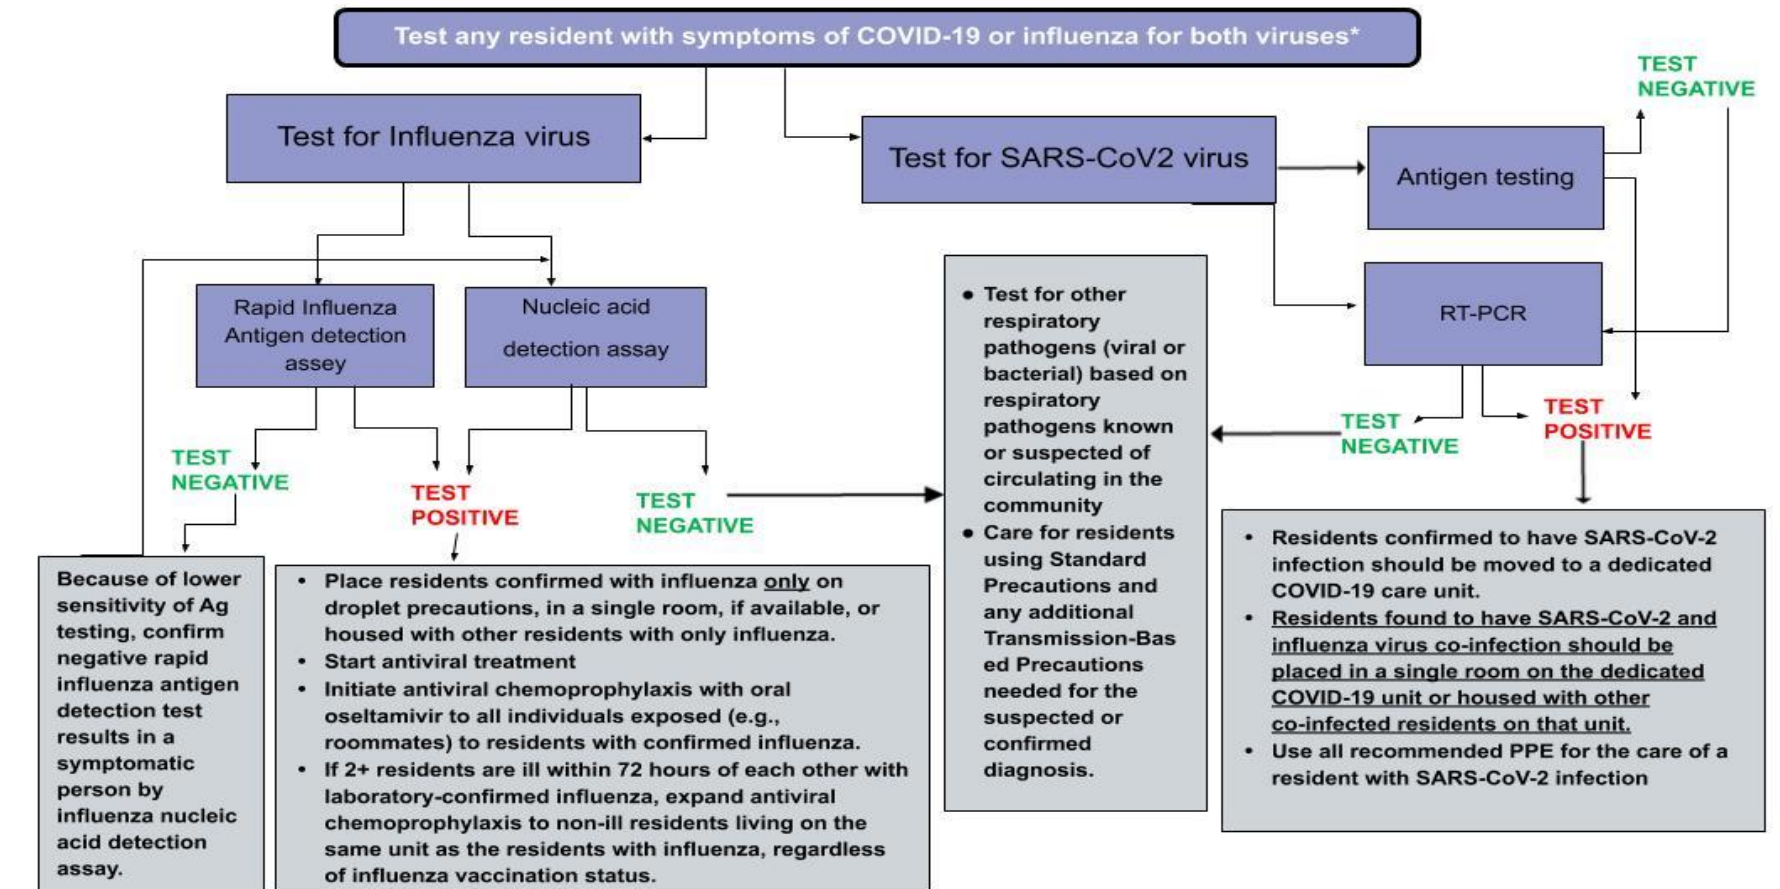 Test any resident with symptoms of COVID-19 or influenza for both viruses*
TEST
NEGATIVE
Test for Influenza virus
Test for SARS-CoV2 virus
Antigen testing
Rapid Influenza
Antigen detection
assey
Nucleic acid
detection assay
RT-PCR
TEST
NEGATIVE
TEST
POSITIVE
TEST
NEGATIVE
TEST
NEGATIVE
TEST
POSITIVE
Because of lower
sensitivity of Ag
testing, confirm
negative rapid
influenza antigen
detection test
results in a
symptomatic
person by
influenza nucleic
acid detection
assay.
• Place residents confirmed with influenza only on
droplet precautions, in a single room, if available, or
housed with other residents with only influenza.
• Start antiviral treatment
• Initiate antiviral chemoprophylaxis with oral
oseltamivir to all individuals exposed (e.g.,
roommates) to residents with confirmed influenza.
• If 2+ residents are ill within 72 hours of each other with
laboratory-confirmed influenza, expand antiviral
chemoprophylaxis to non-ill residents living on the
same unit as the residents with influenza, regardless
of influenza vaccination status.
● Test for other
respiratory
pathogens (viral or
bacterial) based on
respiratory
pathogens known
or suspected of
circulating in the
community
● Care for residents
using Standard
Precautions and
any additional
Transmission-Bas
ed Precautions
needed for the
suspected or
confirmed
diagnosis.
• Residents confirmed to have SARS-CoV-2
infection should be moved to a dedicated
COVID-19 care unit.
• Residents found to have SARS-CoV-2 and
influenza virus co-infection should be
placed in a single room on the dedicated
COVID-19 unit or housed with other
co-infected residents on that unit.
• Use all recommended PPE for the care of a
resident with SARS-CoV-2 infection